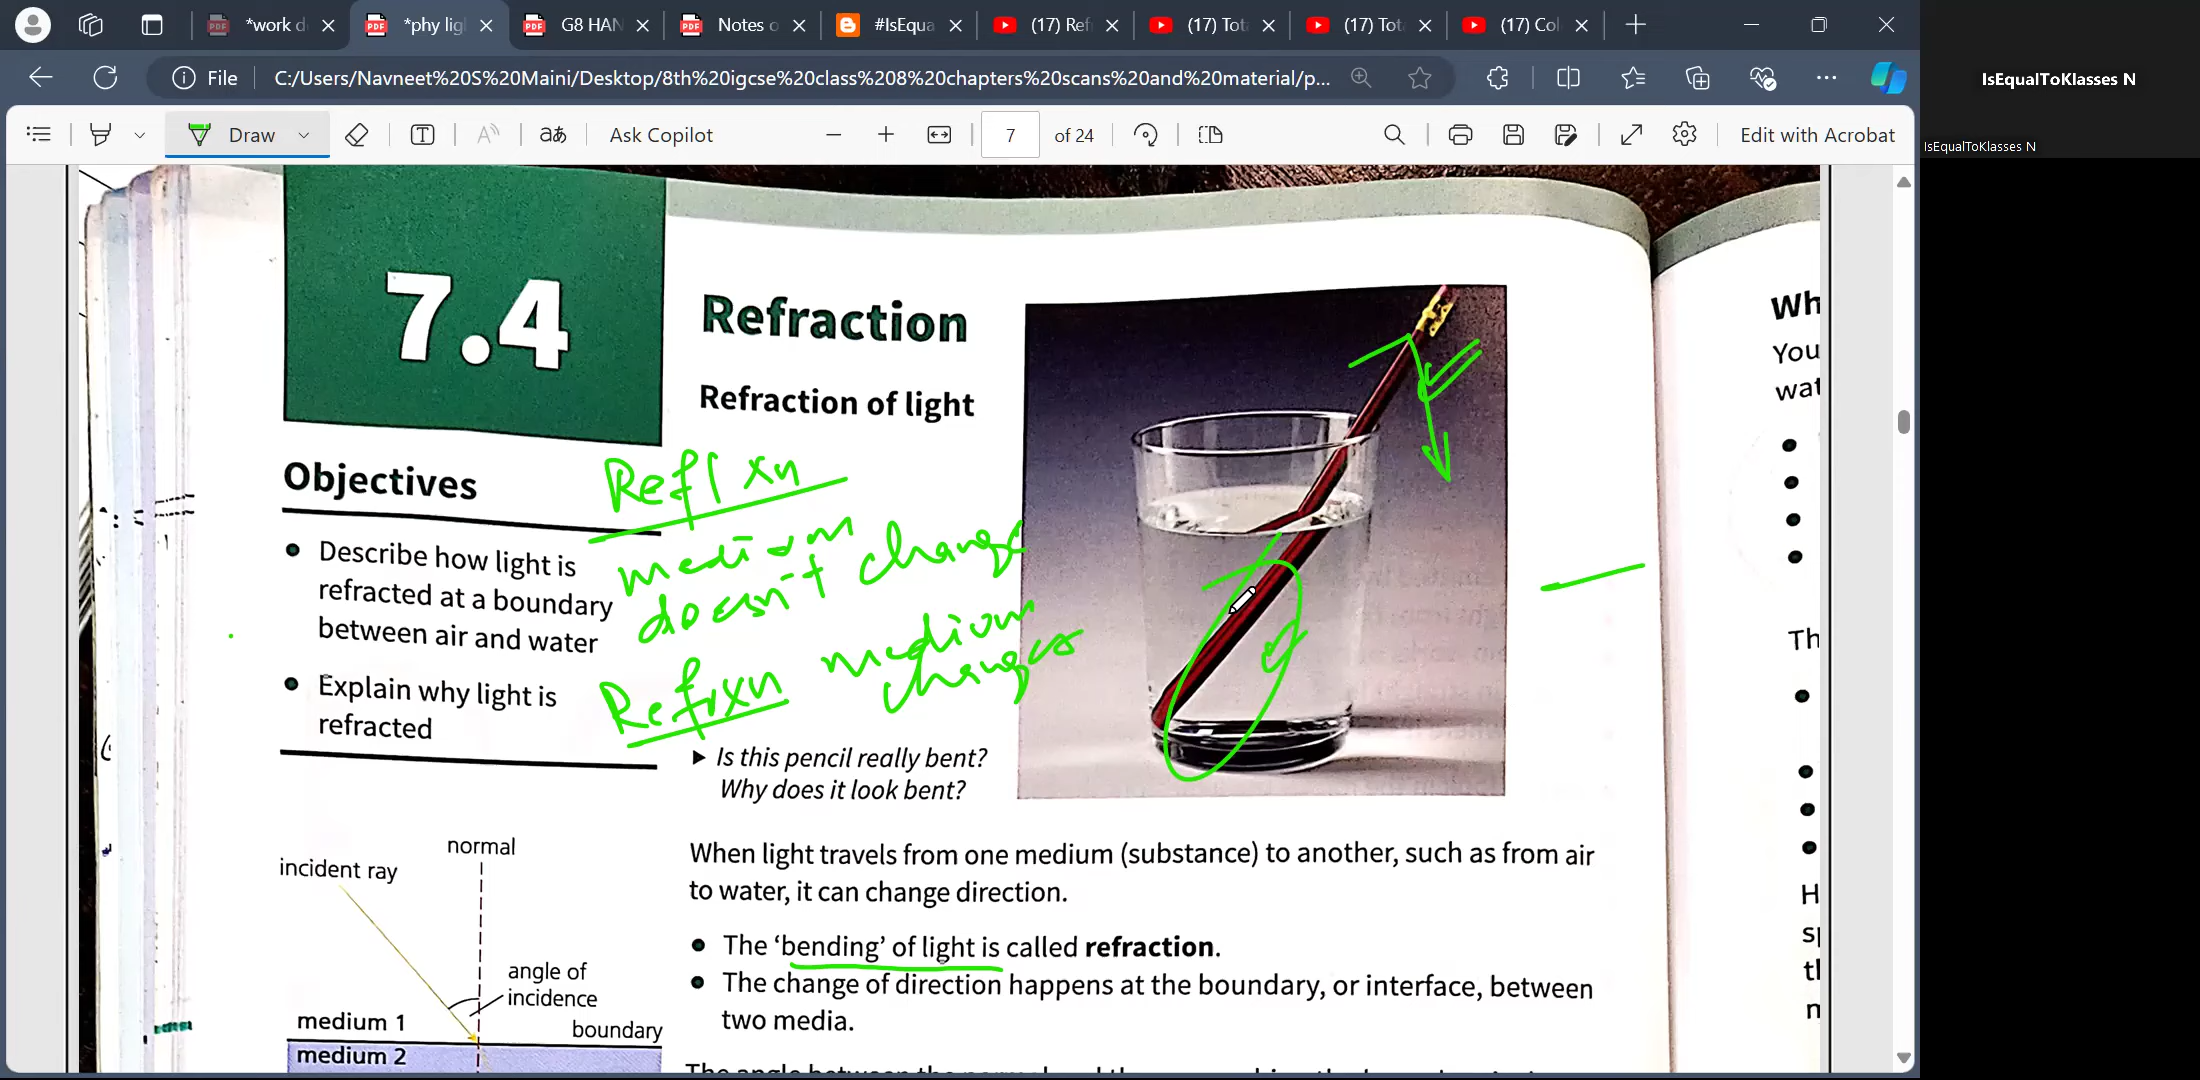 *work d
*phy lig
G8 HAN
Notes o
#IsEqua
(17) Ref
(17) Tot
(17) Tot
(17) Col
File
C:/Users/Navneet%20S%20Maini/Desktop/8th%20igcse%20class%208%20chapters%20scans%20and%20material/p...
Draw
Ask Copilot
7 of 24
Edit with Acrobat
IsEqualToKlasses N
IsEqualToKlasses N
7.4
Refraction
Refraction of light
Objectives
Describe how light is
refracted at a boundary
between air and water
Explain why light is
refracted
Refl xn
medium
doesn't change
Refrxn medium
changes
Is this pencil really bent?
Why does it look bent?
normal
incident ray
angle of
incidence
medium 1
boundary
medium 2
When light travels from one medium (substance) to another, such as from air
to water, it can change direction.
The ‘bending’ of light is called refraction.
The change of direction happens at the boundary, or interface, between
two media.
Wh
You
wat
Th
H